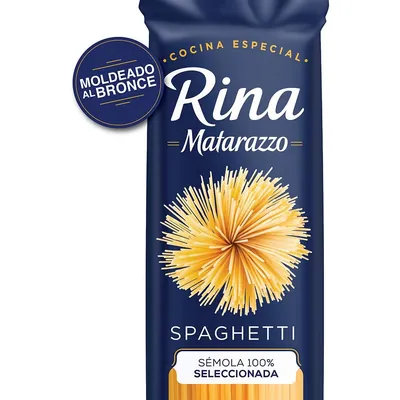 COCINA ESPECIAL
MOLDEADO
AL BRONCE
Rina
Matarazzo
SPAGHETTI
SÉMOLA 100%
SELECCIONADA